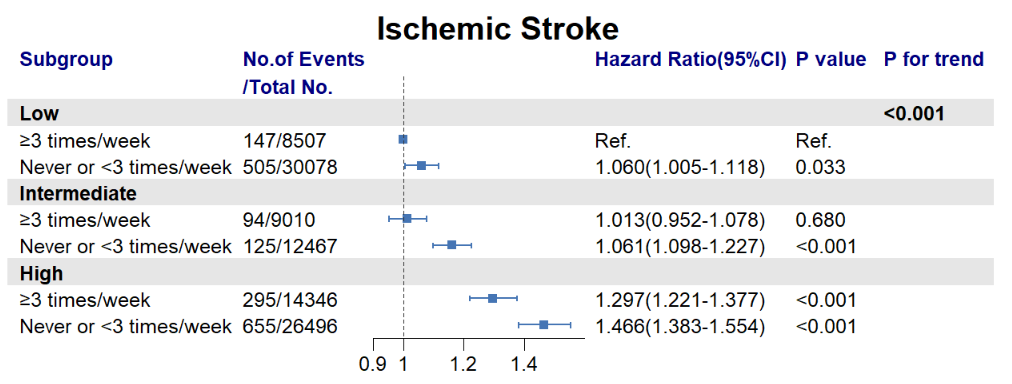 Ischemic Stroke
Subgroup No.of Events Hazard Ratio(95%CI) P value P for trend
/Total No.
Low <0.001
≥3 times/week 147/8507 Ref. Ref.
Never or <3 times/week 505/30078 1.060(1.005-1.118) 0.033
Intermediate
≥3 times/week 94/9010 1.013(0.952-1.078) 0.680
Never or <3 times/week 125/12467 1.061(1.098-1.227) <0.001
High
≥3 times/week 295/14346 1.297(1.221-1.377) <0.001
Never or <3 times/week 655/26496 1.466(1.383-1.554) <0.001
0.9 1 1.2 1.4